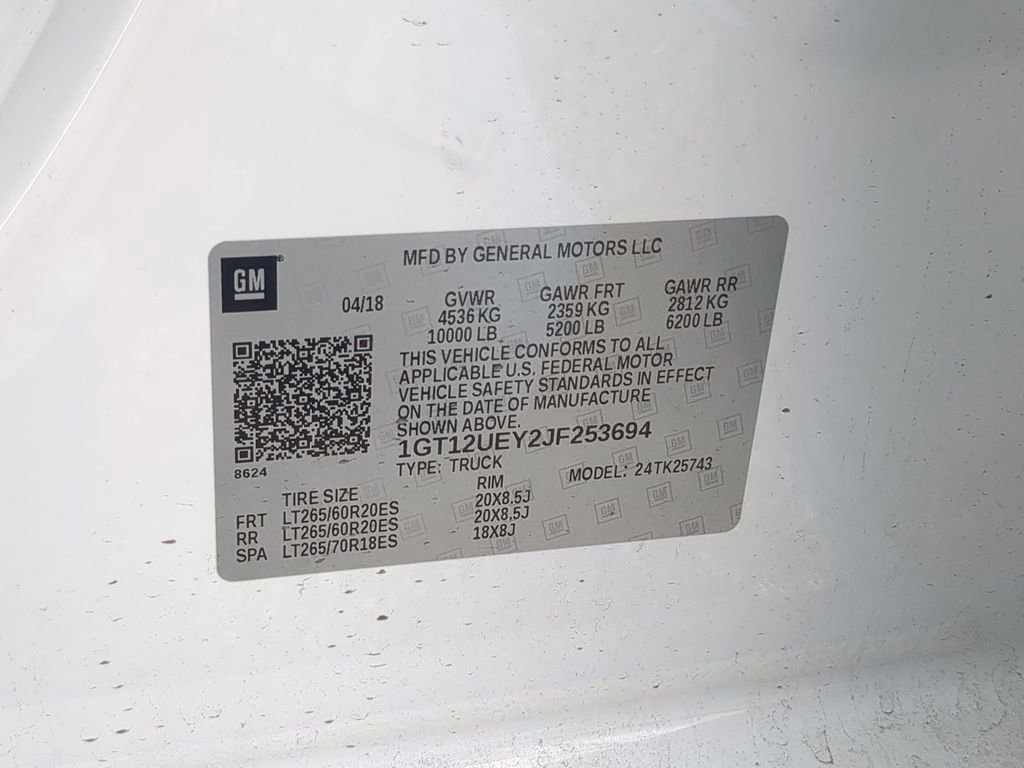 GM
MFD BY GENERAL MOTORS LLC
04/18
GVWR GAWR FRT GAWR RR
4536 KG 2359 KG 2812 KG
10000 LB 5200 LB 6200 LB
THIS VEHICLE CONFORMS TO ALL
APPLICABLE U.S. FEDERAL MOTOR
VEHICLE SAFETY STANDARDS IN EFFECT
ON THE DATE OF MANUFACTURE
SHOWN ABOVE.
1GT12UEY2JF253694
8624
TYPE: TRUCK MODEL: 24TK25743
TIRE SIZE RIM
FRT LT265/60R20ES 20X8.5J
RR LT265/60R20ES 20X8.5J
SPA LT265/70R18ES 18X8J